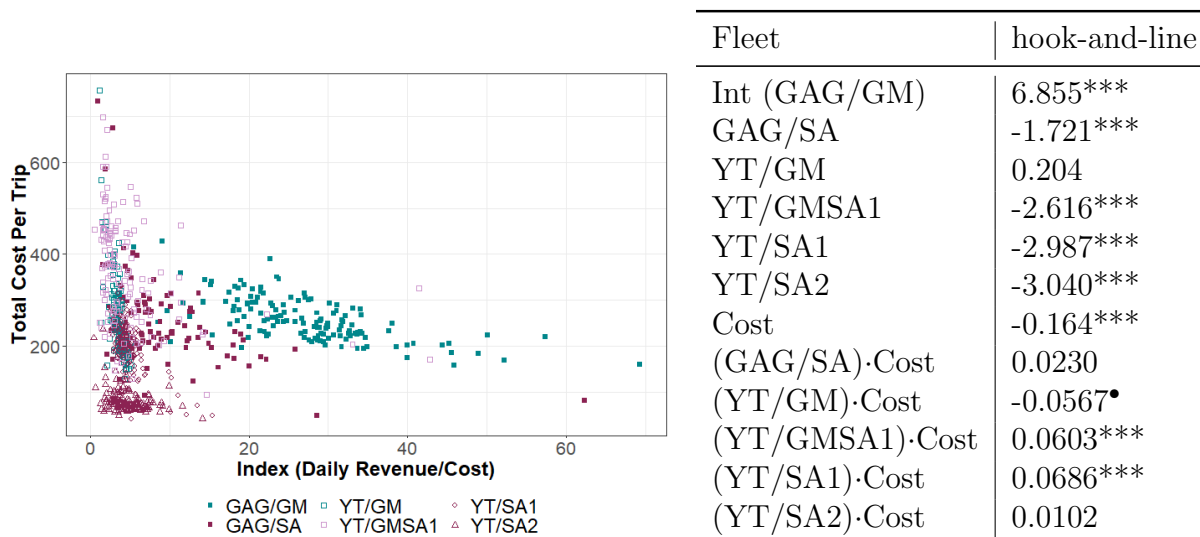 Total Cost Per Trip
600
400
200
0 20 40 60
Index (Daily Revenue/Cost)
GAG/GM YT/GM YT/SA1
GAG/SA YT/GMSA1 YT/SA2
Fleet hook-and-line
Int (GAG/GM) 6.855***
GAG/SA -1.721***
YT/GM 0.204
YT/GMSA1 -2.616***
YT/SA1 -2.987***
YT/SA2 -3.040***
Cost -0.164***
(GAG/SA)·Cost 0.0230
(YT/GM)·Cost -0.0567•
(YT/GMSA1)·Cost 0.0603***
(YT/SA1)·Cost 0.0686***
(YT/SA2)·Cost 0.0102